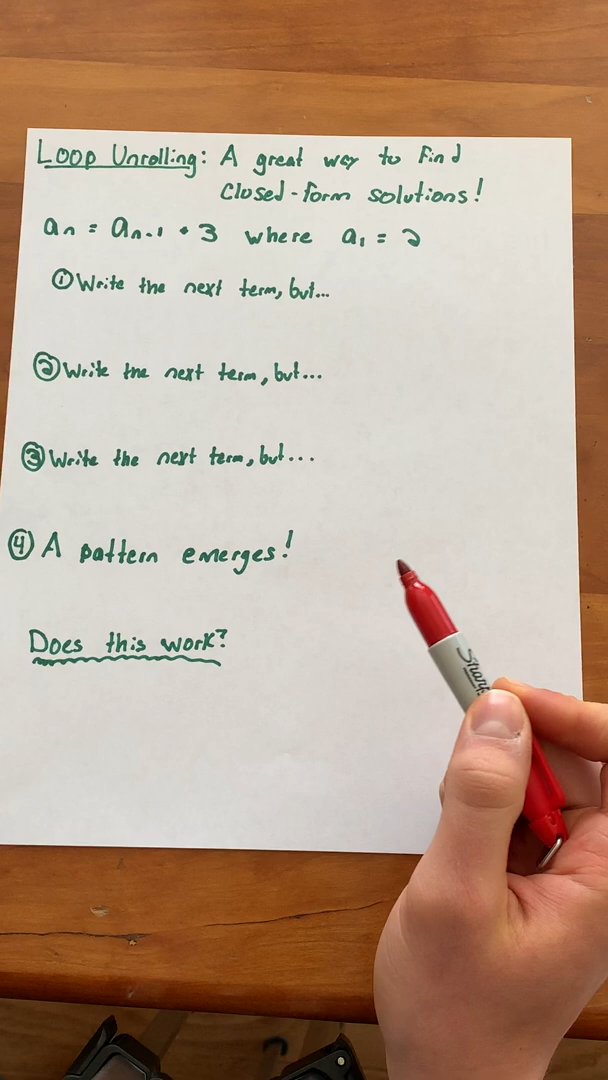 Loop Unrolling: A great way to find
closed-form solutions!
aₙ = aₙ₋₁ • 3 where a₁ = 2
① Write the next term, but...
② Write the next term, but...
③ Write the next term, but...
④ A pattern emerges!
Does this work?
Sharpie